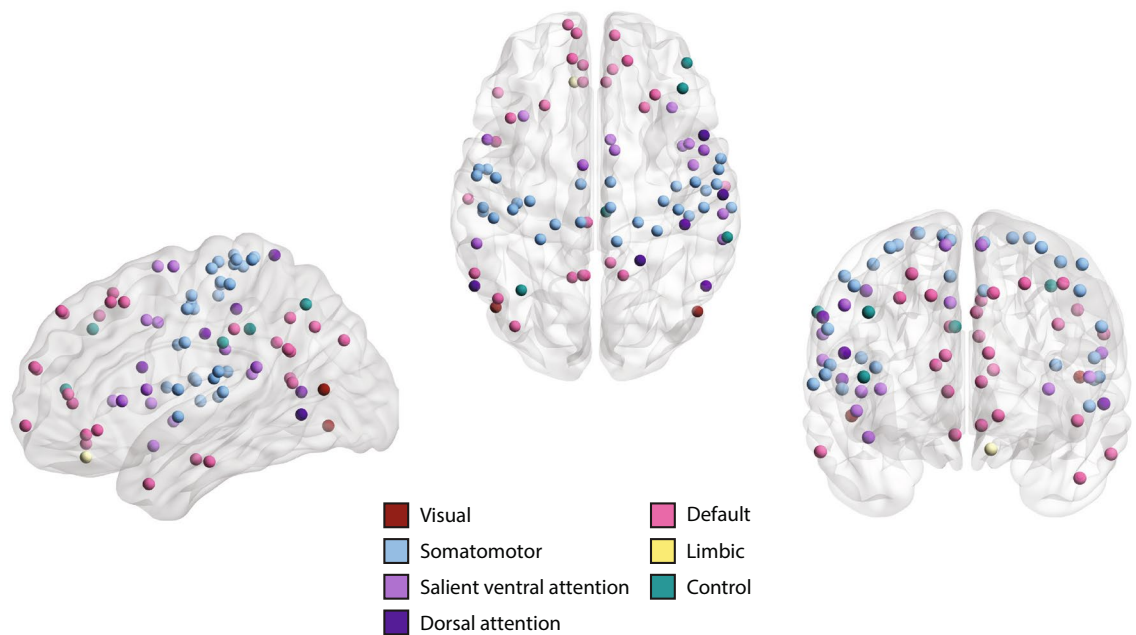 Visual
Somatomotor
Salient ventral attention
Dorsal attention
Default
Limbic
Control